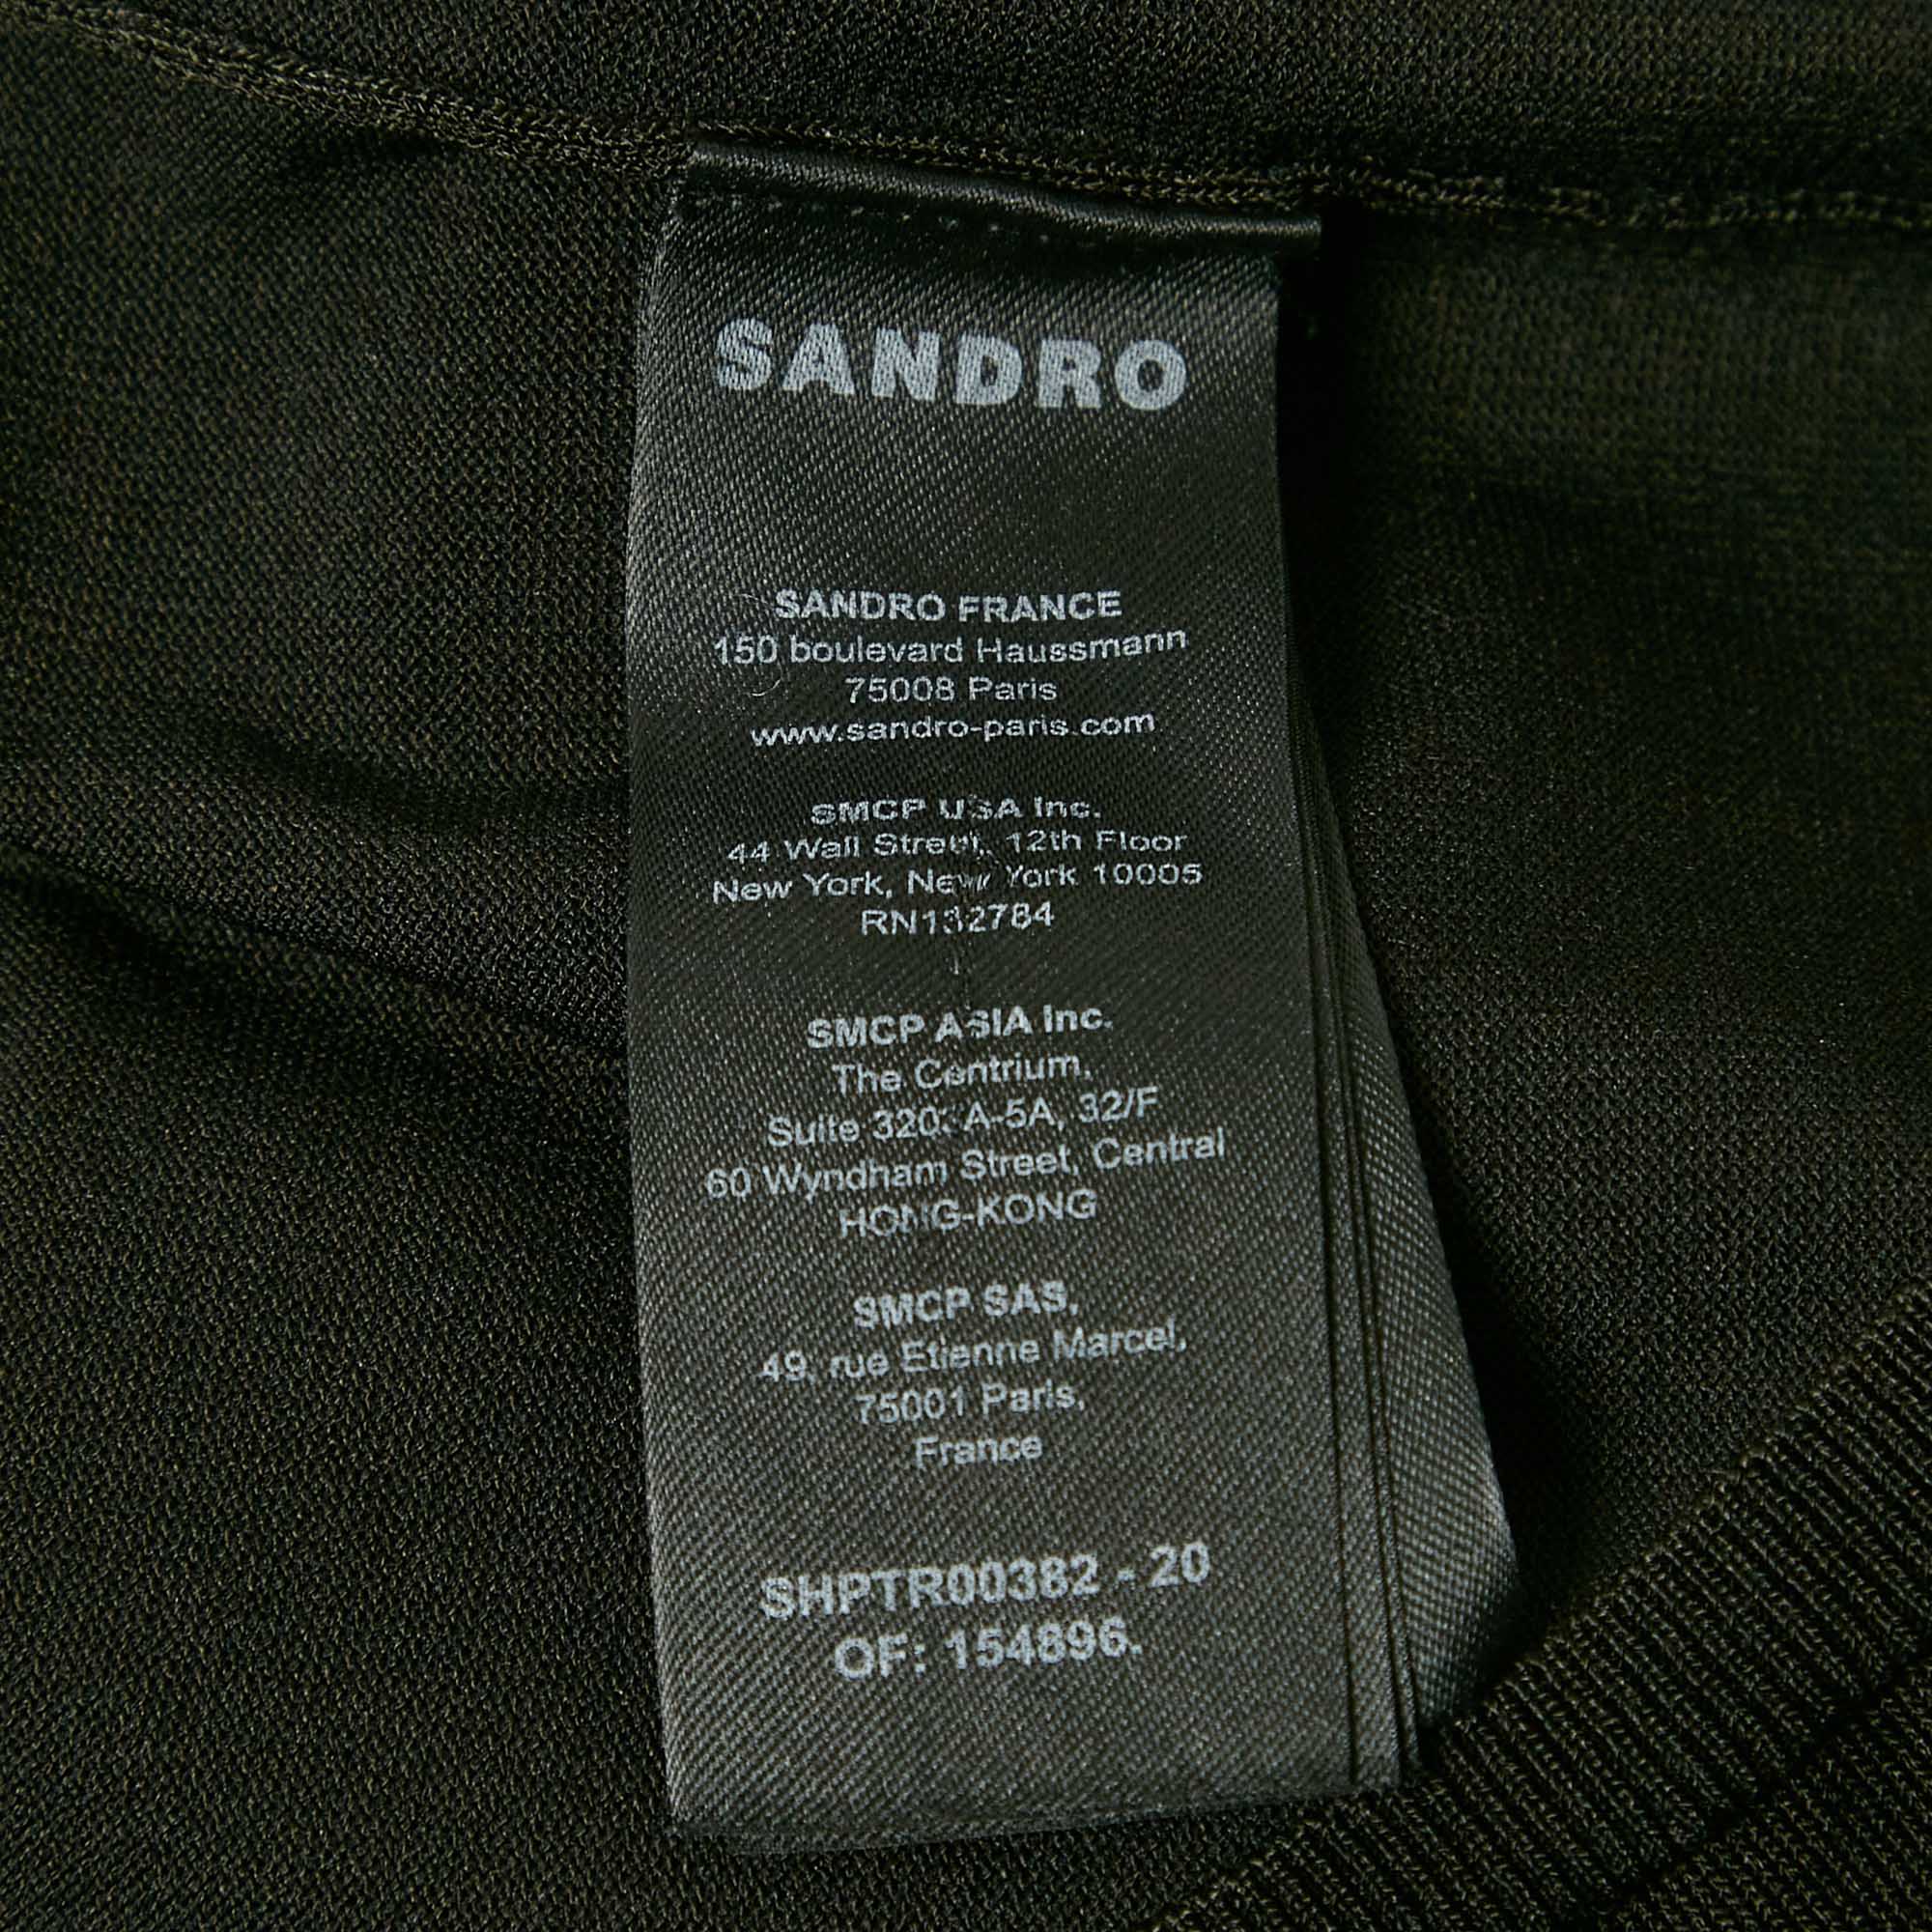 SANDRO
SANDRO FRANCE
150 boulevard Haussmann
75008 Paris
www.sandro-paris.com
SMCP USA Inc.
44 Wall Street, 12th Floor
New York, New York 10005
RN132784
SMCP ASIA Inc.
The Centrium,
Suite 3203A-5A, 32/F
60 Wyndham Street, Central
HONG-KONG
SMCP SAS,
49, rue Etienne Marcel,
75001 Paris,
France
SHPTR00382 - 20
OF: 154896.